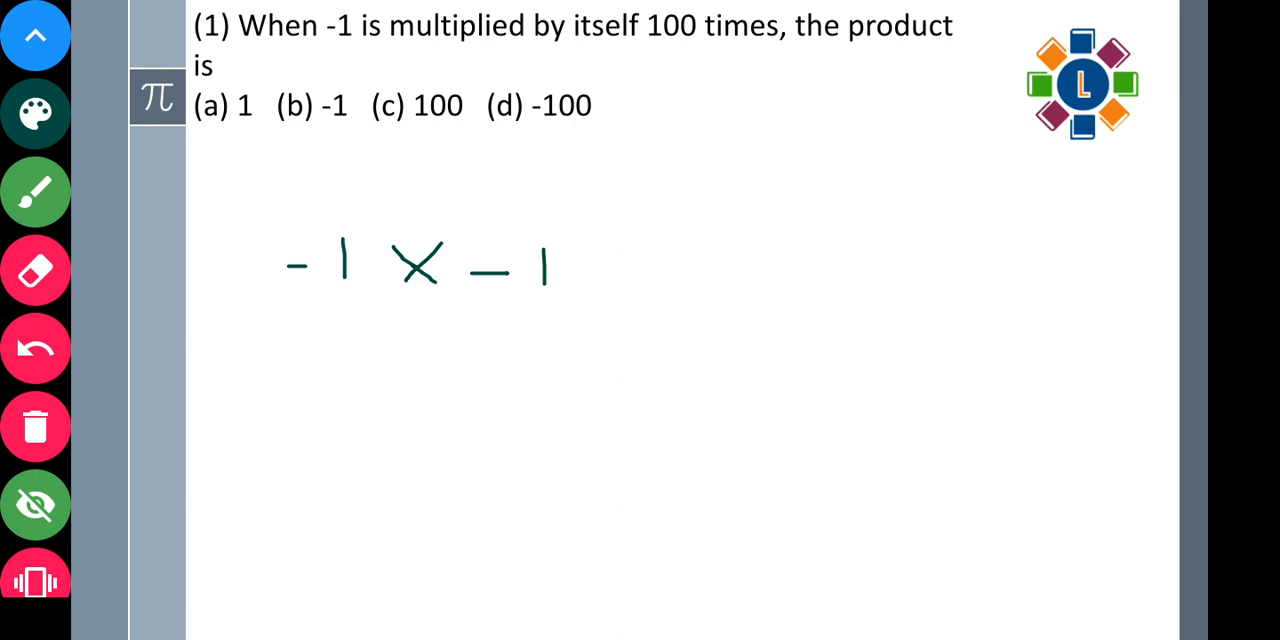 (1) When -1 is multiplied by itself 100 times, the product
is
(a) 1 (b) -1 (c) 100 (d) -100
π
L
- 1 × - 1